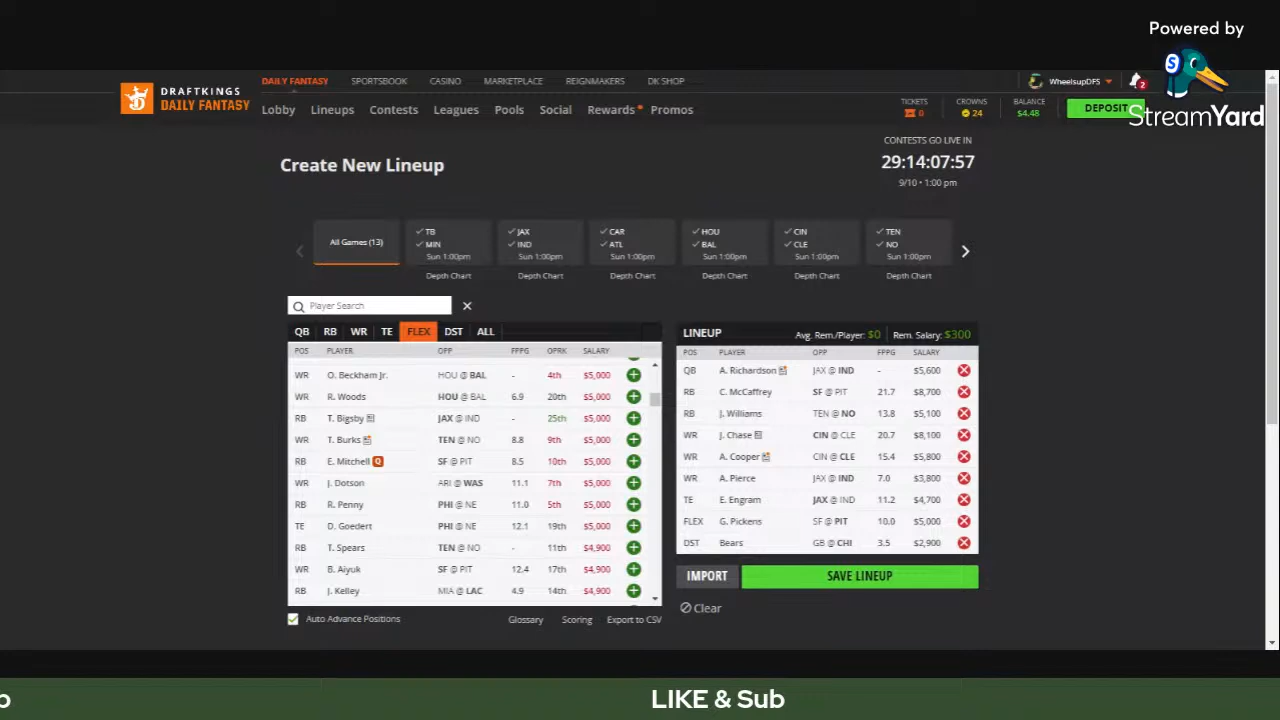 Powered by
S
StreamYard
DRAFTKINGS
DAILY FANTASY
DAILY FANTASY SPORTSBOOK CASINO MARKETPLACE REIGNMAKERS DK SHOP
WheelsupDFS
2
Lobby Lineups Contests Leagues Pools Social Rewards Promos
TICKETS CROWNS BALANCE
0 24 $4.48
DEPOSIT
CONTESTS GO LIVE IN
Create New Lineup
29:14:07:57
9/10 • 1:00 pm
All Games (13)
TB JAX CAR HOU CIN TEN
MIN IND ATL BAL CLE NO
Sun 1:00pm Sun 1:00pm Sun 1:00pm Sun 1:00pm Sun 1:00pm Sun 1:00pm
Depth Chart Depth Chart Depth Chart Depth Chart Depth Chart Depth Chart
Player Search
QB RB WR TE FLEX DST ALL
POS PLAYER OPP FPPG OPRK SALARY
WR O. Beckham Jr. HOU @ BAL - 4th $5,000
WR R. Woods HOU @ BAL 6.9 20th $5,000
RB T. Bigsby JAX @ IND - 25th $5,000
WR T. Burks TEN @ NO 8.8 9th $5,000
RB E. Mitchell Q SF @ PIT 8.5 10th $5,000
WR J. Dotson ARI @ WAS 11.1 7th $5,000
RB R. Penny PHI @ NE 11.0 5th $5,000
TE D. Goedert PHI @ NE 12.1 19th $5,000
RB T. Spears TEN @ NO - 11th $4,900
WR B. Aiyuk SF @ PIT 12.4 17th $4,900
RB J. Kelley MIA @ LAC 4.9 14th $4,900
Auto Advance Positions Glossary Scoring Export to CSV
LINEUP Avg. Rem./Player: $0 Rem. Salary: $300
POS PLAYER OPP FPPG SALARY
QB A. Richardson JAX @ IND - $5,600
RB C. McCaffrey SF @ PIT 21.7 $8,700
RB J. Williams TEN @ NO 13.8 $5,100
WR J. Chase CIN @ CLE 20.7 $8,100
WR A. Cooper CIN @ CLE 15.4 $5,800
WR A. Pierce JAX @ IND 7.0 $3,800
TE E. Engram JAX @ IND 11.2 $4,700
FLEX G. Pickens SF @ PIT 10.0 $5,000
DST Bears GB @ CHI 3.5 $2,900
IMPORT SAVE LINEUP
Clear
b LIKE & Sub